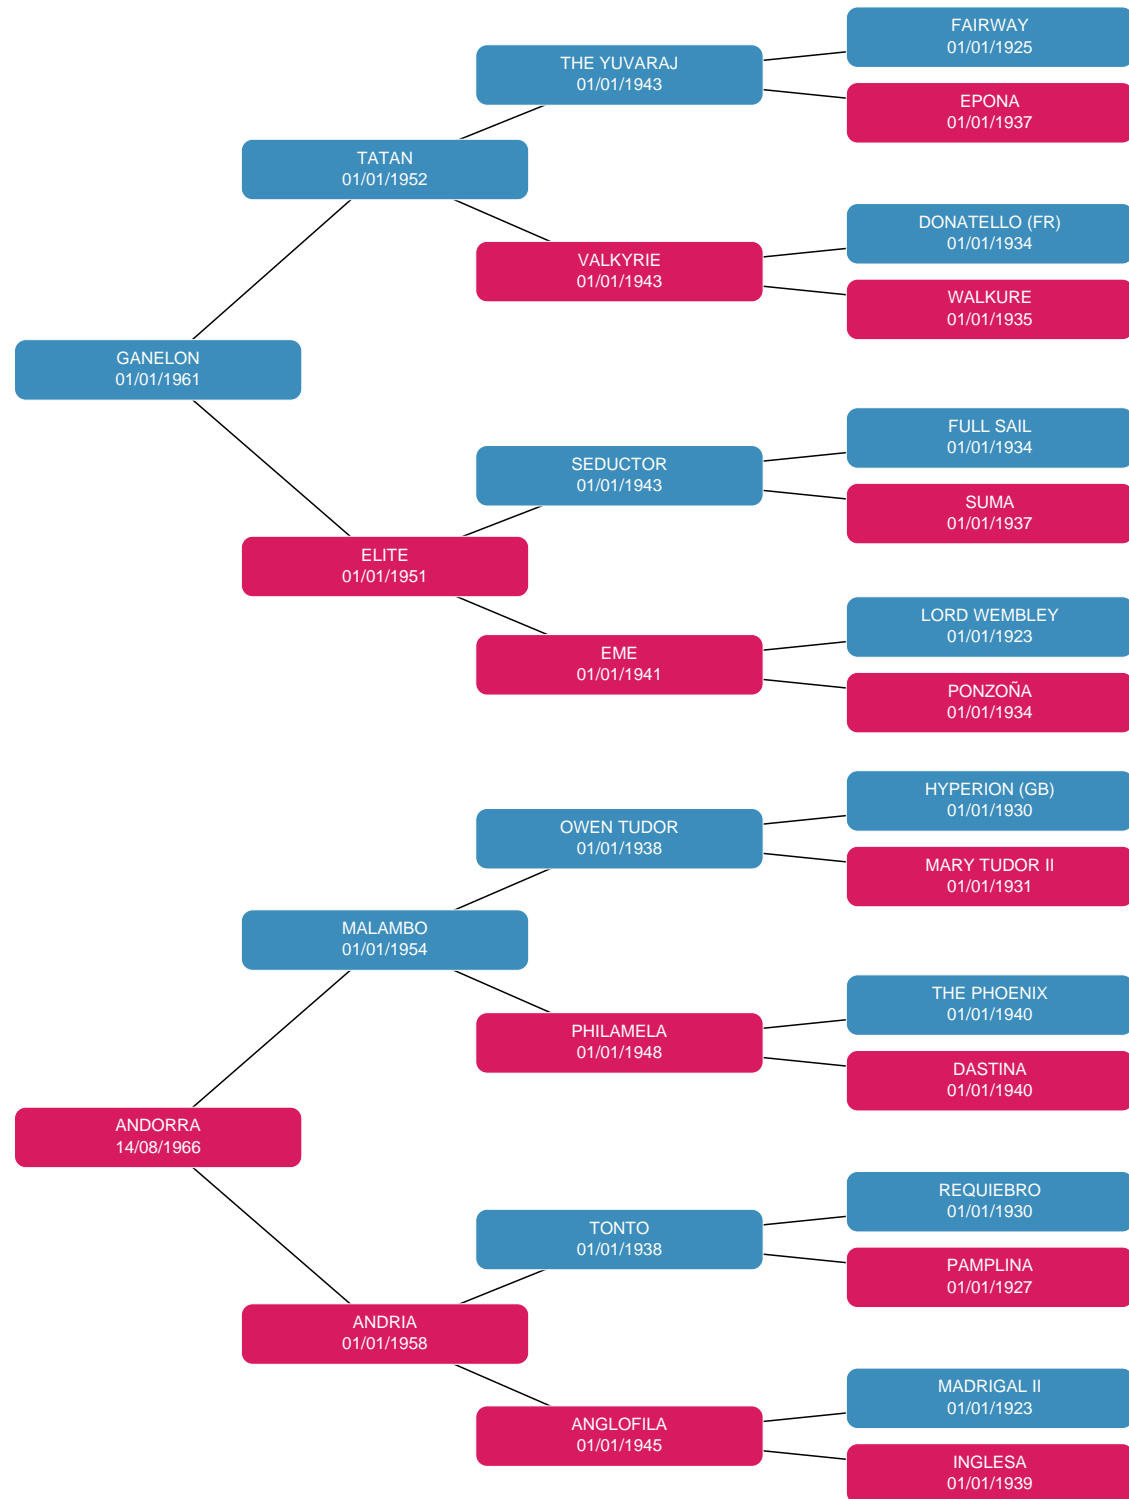 FAIRWAY
01/01/1925
THE YUVARAJ
01/01/1943
EPONA
01/01/1937
TATAN
01/01/1952
DONATELLO (FR)
01/01/1934
VALKYRIE
01/01/1943
WALKURE
01/01/1935
GANELON
01/01/1961
FULL SAIL
01/01/1934
SEDUCTOR
01/01/1943
SUMA
01/01/1937
ELITE
01/01/1951
LORD WEMBLEY
01/01/1923
EME
01/01/1941
PONZOÑA
01/01/1934
HYPERION (GB)
01/01/1930
OWEN TUDOR
01/01/1938
MARY TUDOR II
01/01/1931
MALAMBO
01/01/1954
THE PHOENIX
01/01/1940
PHILAMELA
01/01/1948
DASTINA
01/01/1940
ANDORRA
14/08/1966
REQUIEBRO
01/01/1930
TONTO
01/01/1938
PAMPLINA
01/01/1927
ANDRIA
01/01/1958
MADRIGAL II
01/01/1923
ANGLOFILA
01/01/1945
INGLESA
01/01/1939